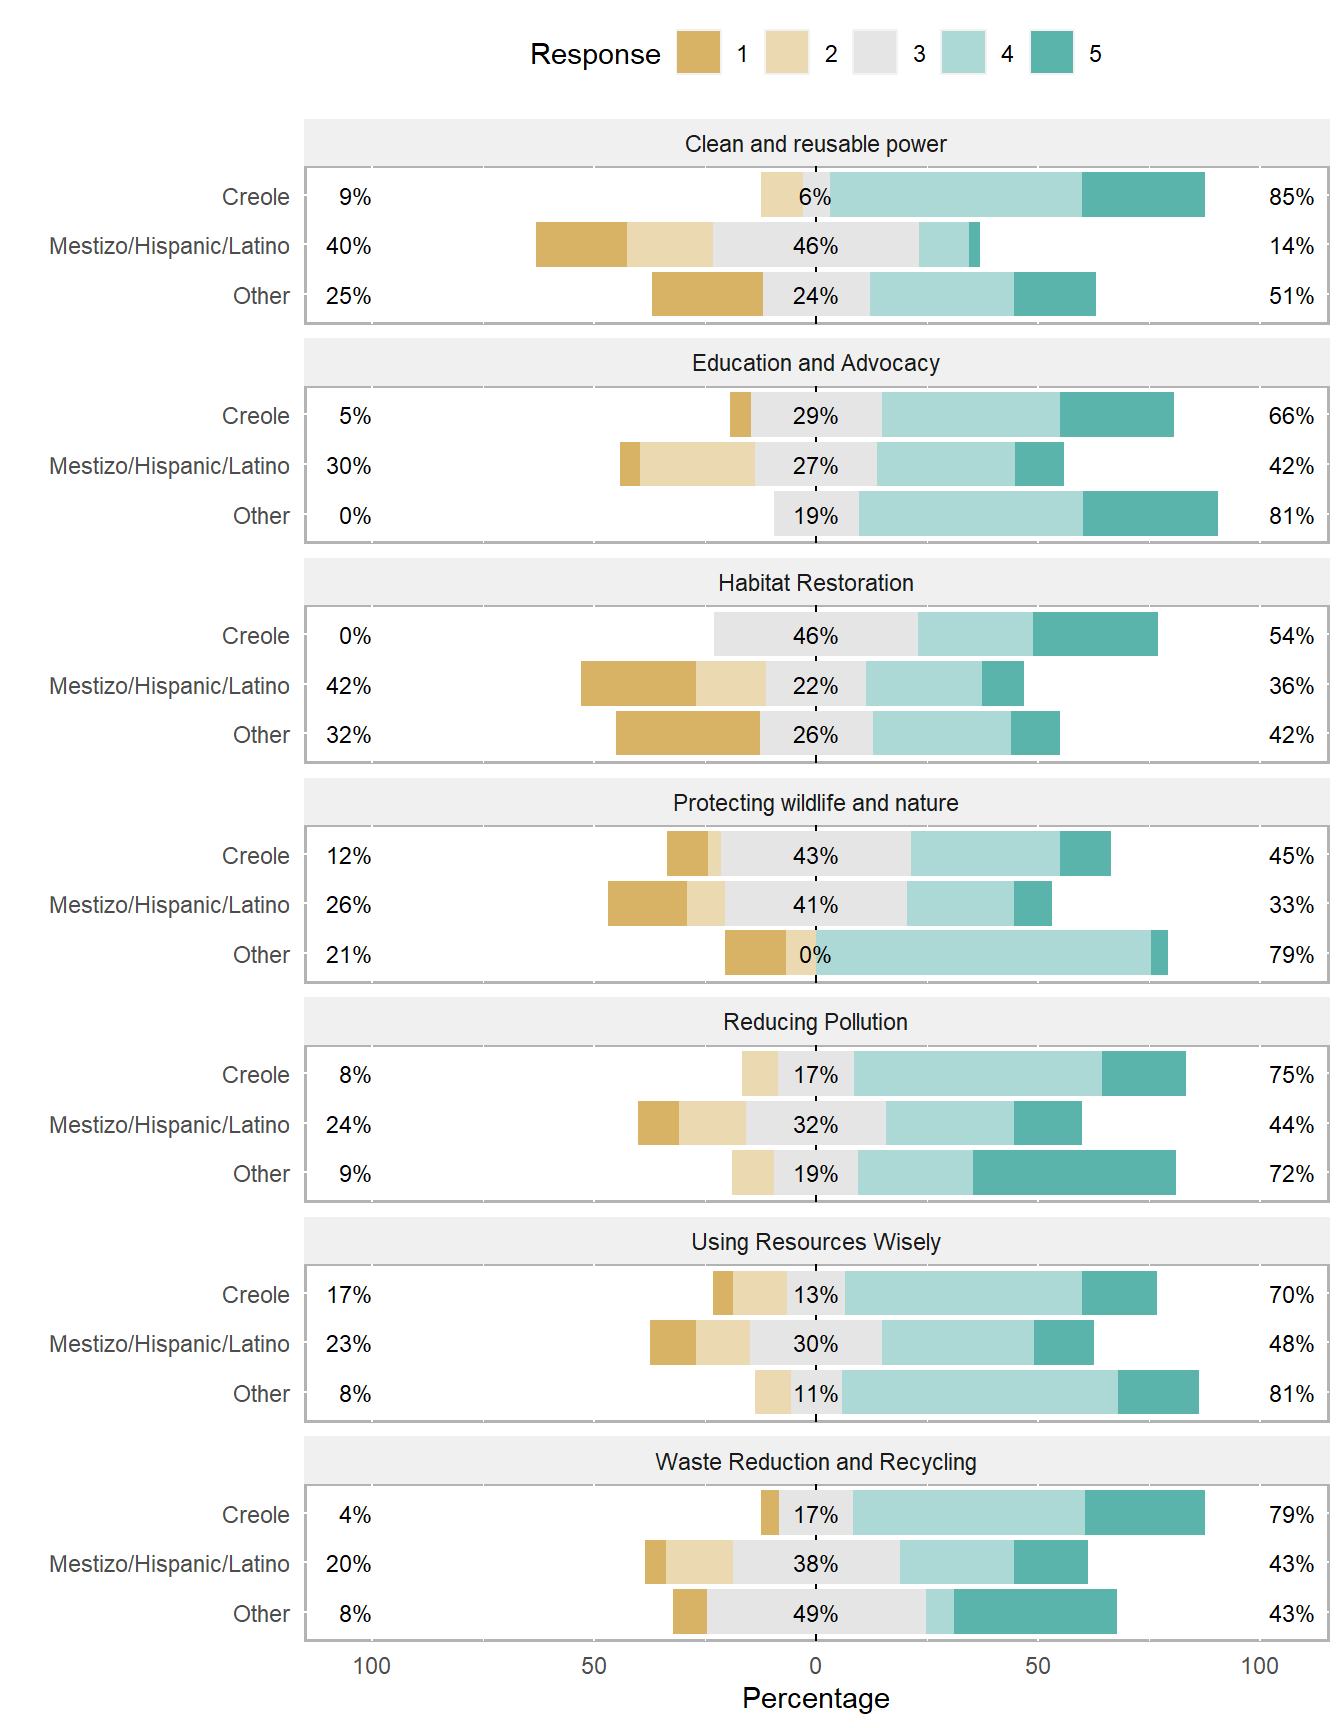 Response 1 2 3 4 5
Clean and reusable power
Creole 9% 6% 85%
Mestizo/Hispanic/Latino 40% 46% 14%
Other 25% 24% 51%
Education and Advocacy
Creole 5% 29% 66%
Mestizo/Hispanic/Latino 30% 27% 42%
Other 0% 19% 81%
Habitat Restoration
Creole 0% 46% 54%
Mestizo/Hispanic/Latino 42% 22% 36%
Other 32% 26% 42%
Protecting wildlife and nature
Creole 12% 43% 45%
Mestizo/Hispanic/Latino 26% 41% 33%
Other 21% 0% 79%
Reducing Pollution
Creole 8% 17% 75%
Mestizo/Hispanic/Latino 24% 32% 44%
Other 9% 19% 72%
Using Resources Wisely
Creole 17% 13% 70%
Mestizo/Hispanic/Latino 23% 30% 48%
Other 8% 11% 81%
Waste Reduction and Recycling
Creole 4% 17% 79%
Mestizo/Hispanic/Latino 20% 38% 43%
Other 8% 49% 43%
100 50 0 50 100
Percentage